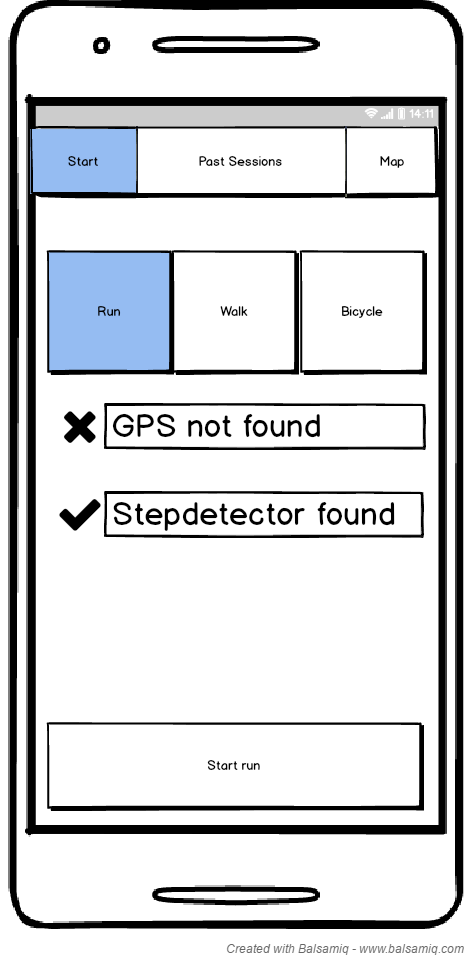 14:11
Start Past Sessions Map
Run Walk Bicycle
GPS not found
Stepdetector found
Start run
Created with Balsamiq - www.balsamiq.com